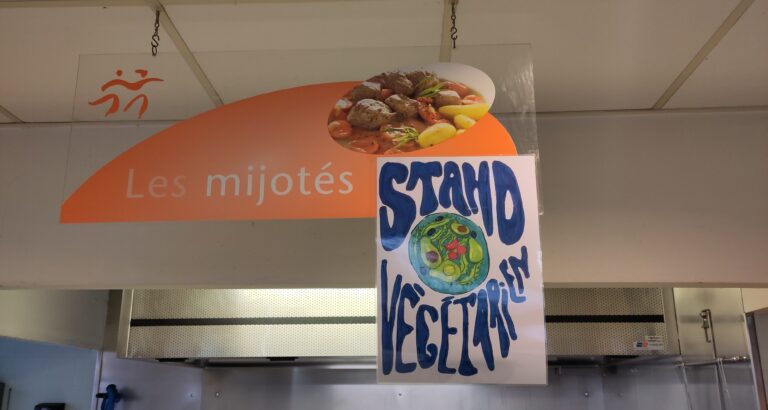 Les mijotés
STAND
VÉGÉTARIEN